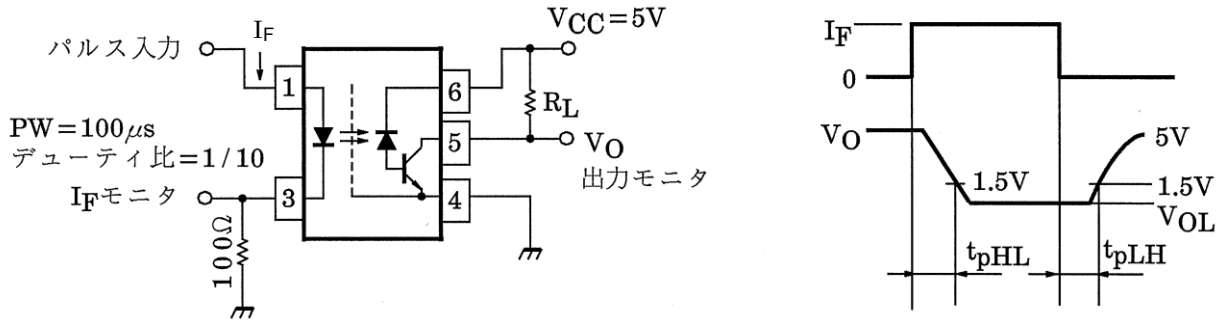 パルス入力
I_F
V_CC=5V
1
6
R_L
PW=100μs
デューティ比=1/10
5
V_O
出力モニタ
I_Fモニタ
3
4
100Ω
I_F
0
V_O
5V
1.5V
1.5V
V_OL
t_pHL
t_pLH